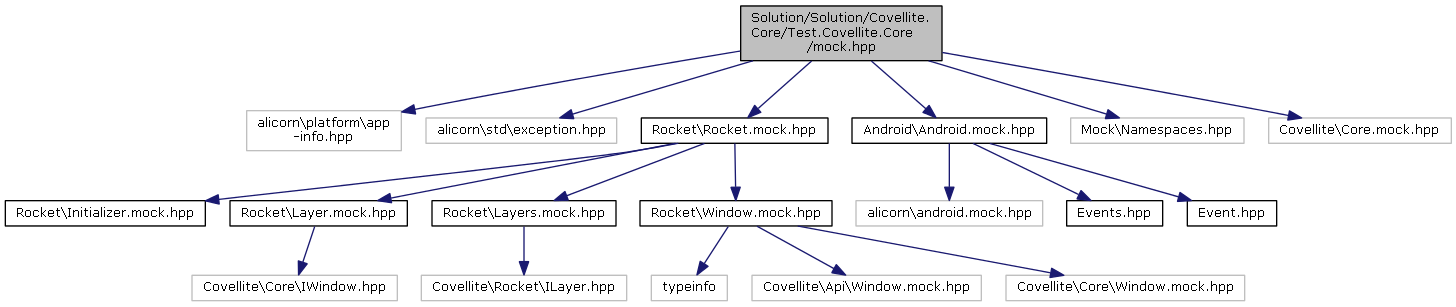 Solution/Solution/Covellite.
Core/Test.Covellite.Core
/mock.hpp
alicorn\platform\app
-info.hpp
alicorn\std\exception.hpp
Rocket\Rocket.mock.hpp
Android\Android.mock.hpp
Mock\Namespaces.hpp
Covellite\Core.mock.hpp
Rocket\Initializer.mock.hpp
Rocket\Layer.mock.hpp
Rocket\Layers.mock.hpp
Rocket\Window.mock.hpp
alicorn\android.mock.hpp
Events.hpp
Event.hpp
Covellite\Core\IWindow.hpp
Covellite\Rocket\ILayer.hpp
typeinfo
Covellite\Api\Window.mock.hpp
Covellite\Core\Window.mock.hpp